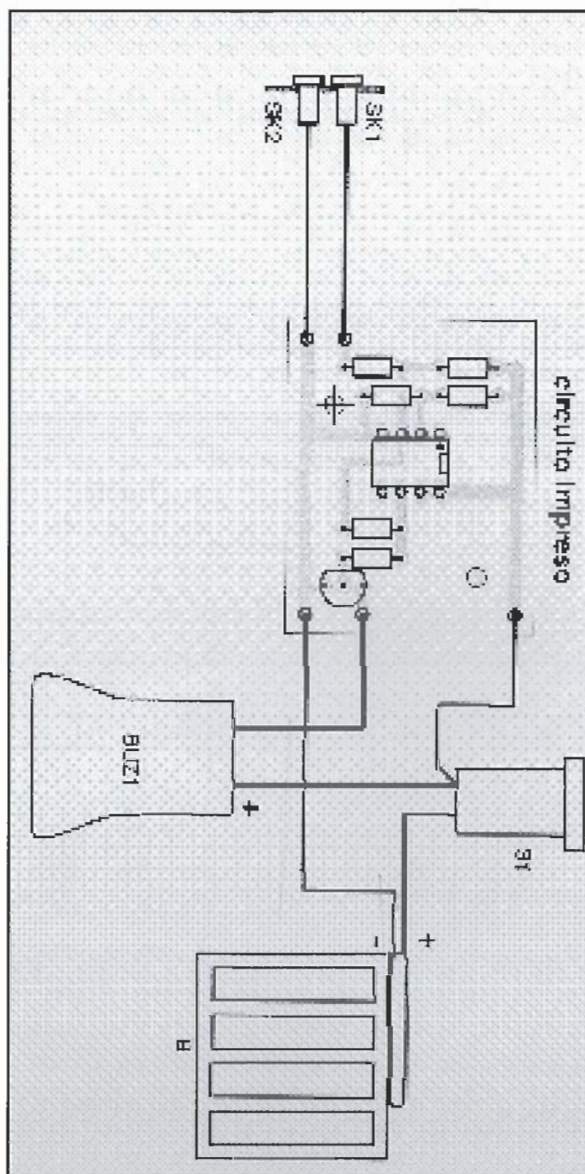 SK2
SK1
circuito impreso
BUZ1
+
S1
-
+